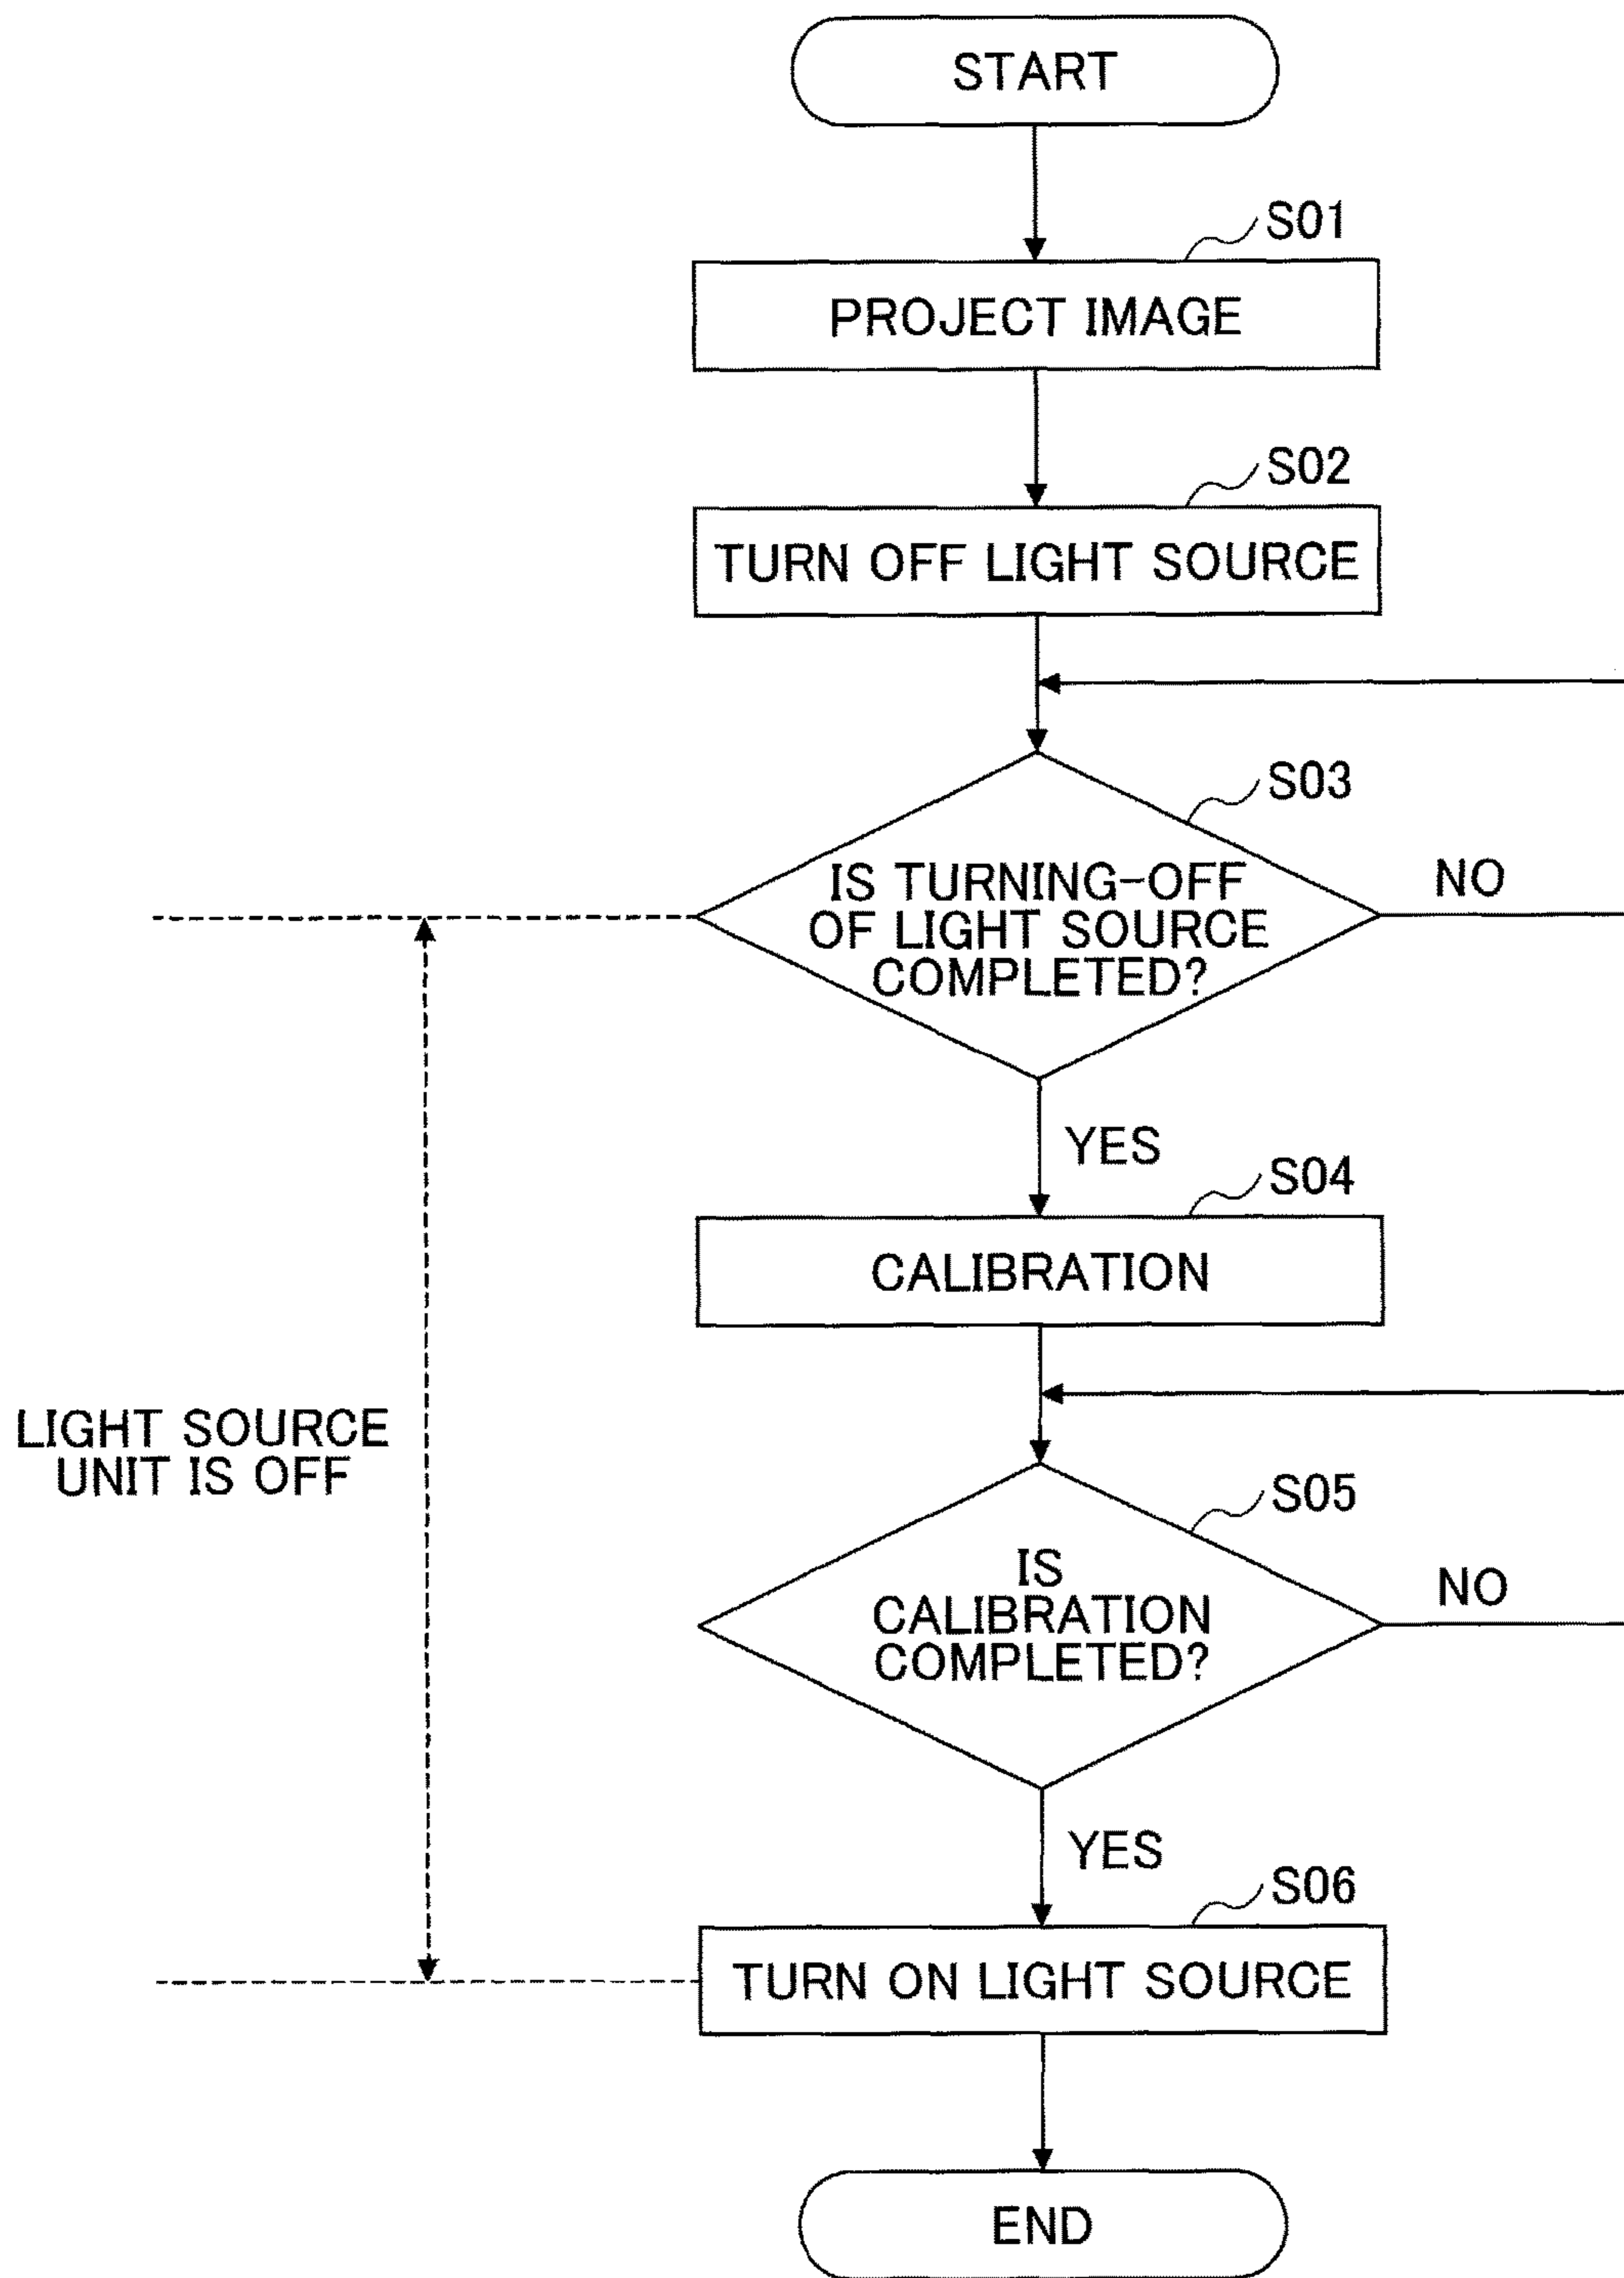 START
S01
PROJECT IMAGE
S02
TURN OFF LIGHT SOURCE
S03
IS TURNING-OFF
OF LIGHT SOURCE
COMPLETED?
NO
YES
S04
CALIBRATION
LIGHT SOURCE
UNIT IS OFF
S05
IS
CALIBRATION
COMPLETED?
NO
YES
S06
TURN ON LIGHT SOURCE
END